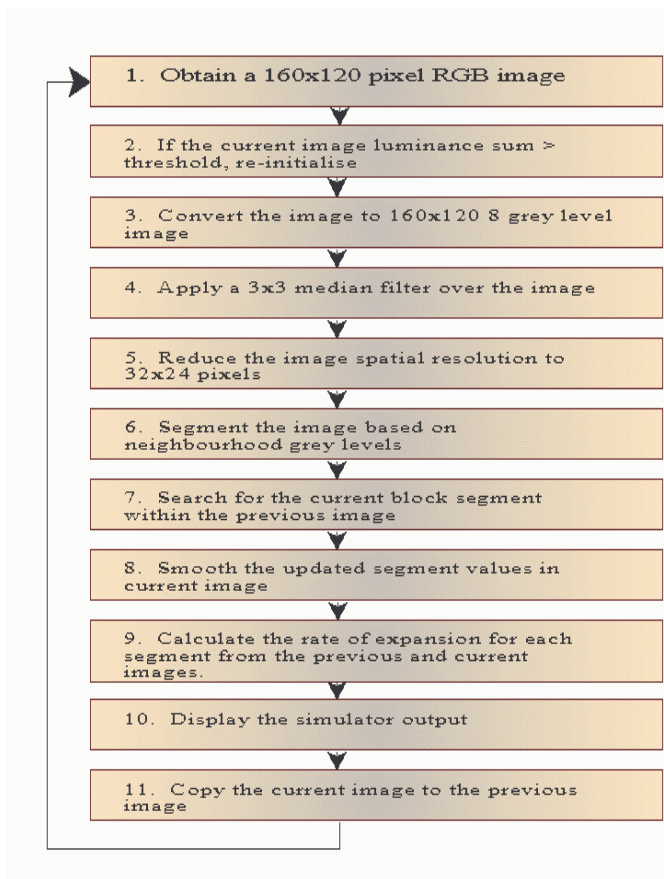 1. Obtain a 160x120 pixel RGB image
2. If the current image luminance sum >
threshold, re-initialise
3. Convert the image to 160x120 8 grey level
image
4. Apply a 3x3 median filter over the image
5. Reduce the image spatial resolution to
32x24 pixels
6. Segment the image based on
neighbourhood grey levels
7. Search for the current block segment
within the previous image
8. Smooth the updated segment values in
current image
9. Calculate the rate of expansion for each
segment from the previous and current
images.
10. Display the simulator output
11. Copy the current image to the previous
image